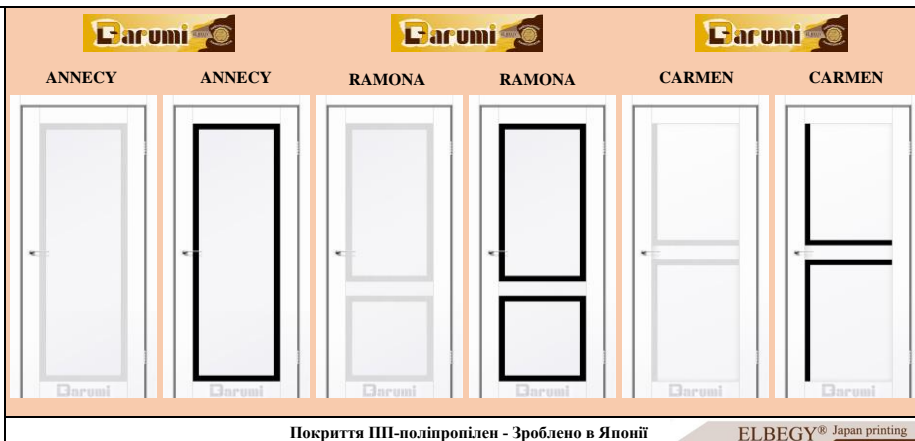 Darumi Darumi Darumi
ANNECY ANNECY RAMONA RAMONA CARMEN CARMEN
Darumi Darumi Darumi Darumi Darumi Darumi
Покриття ПП-поліпропілен - Зроблено в Японії ELBEGY® Japan printing